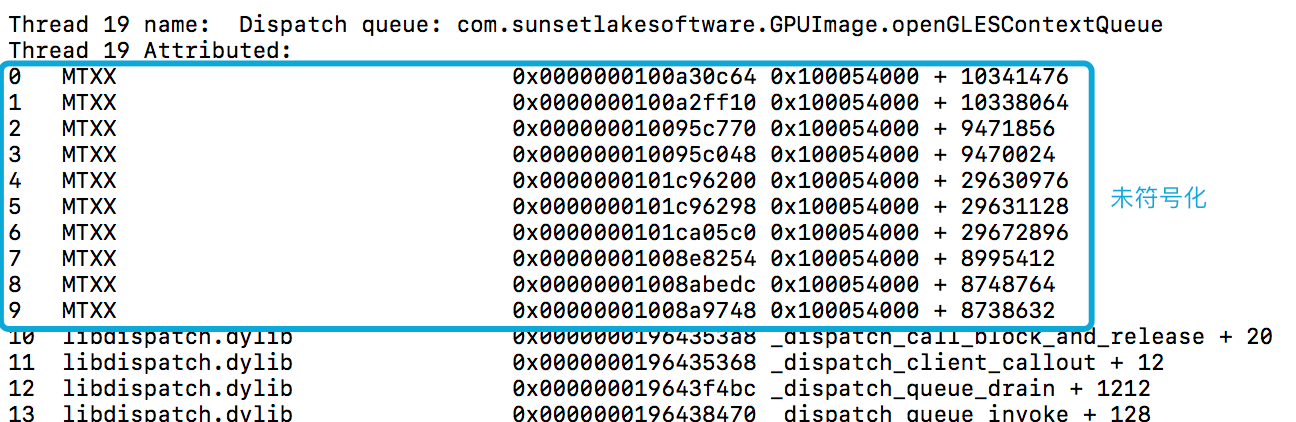 Thread 19 name:  Dispatch queue: com.sunsetlakesoftware.GPUImage.openGLESContextQueue
Thread 19 Attributed:
0   MTXX   0x0000000100a30c64 0x100054000 + 10341476
1   MTXX   0x0000000100a2ff10 0x100054000 + 10338064
2   MTXX   0x000000010095c770 0x100054000 + 9471856
3   MTXX   0x000000010095c048 0x100054000 + 9470024
4   MTXX   0x0000000101c96200 0x100054000 + 29630976
5   MTXX   0x0000000101c96298 0x100054000 + 29631128
6   MTXX   0x0000000101ca05c0 0x100054000 + 29672896
7   MTXX   0x00000001008e8254 0x100054000 + 8995412
8   MTXX   0x00000001008abedc 0x100054000 + 8748764
9   MTXX   0x00000001008a9748 0x100054000 + 8738632
未符号化
10  libdispatch.dylib   0x00000001964353a8 _dispatch_call_block_and_release + 20
11  libdispatch.dylib   0x0000000196435368 _dispatch_client_callout + 12
12  libdispatch.dylib   0x000000019643f4bc _dispatch_queue_drain + 1212
13  libdispatch.dylib   0x0000000196438470 _dispatch_queue_invoke + 128